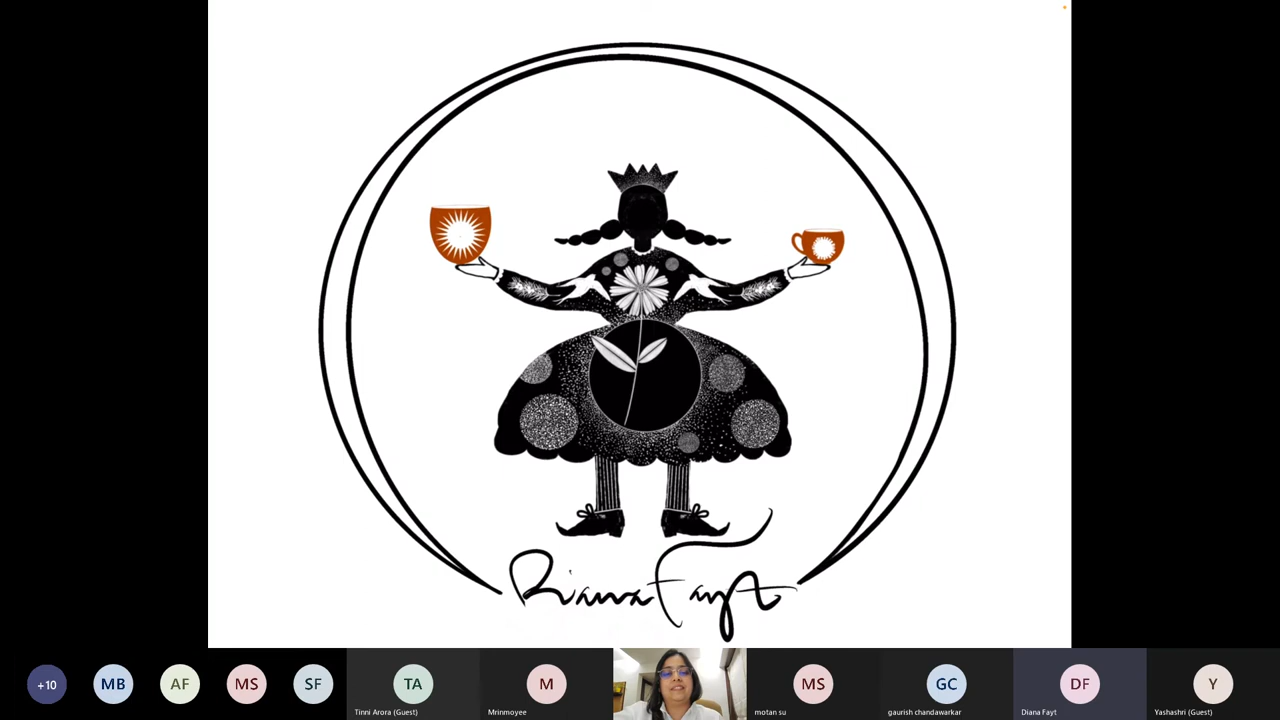 Diana Fayt
+10
MB
AF
MS
SF
TA
M
MS
GC
DF
Y
Tinni Arora (Guest)
Mrinmoyee
motan su
gaurish chandawarkar
Diana Fayt
Yashashri (Guest)